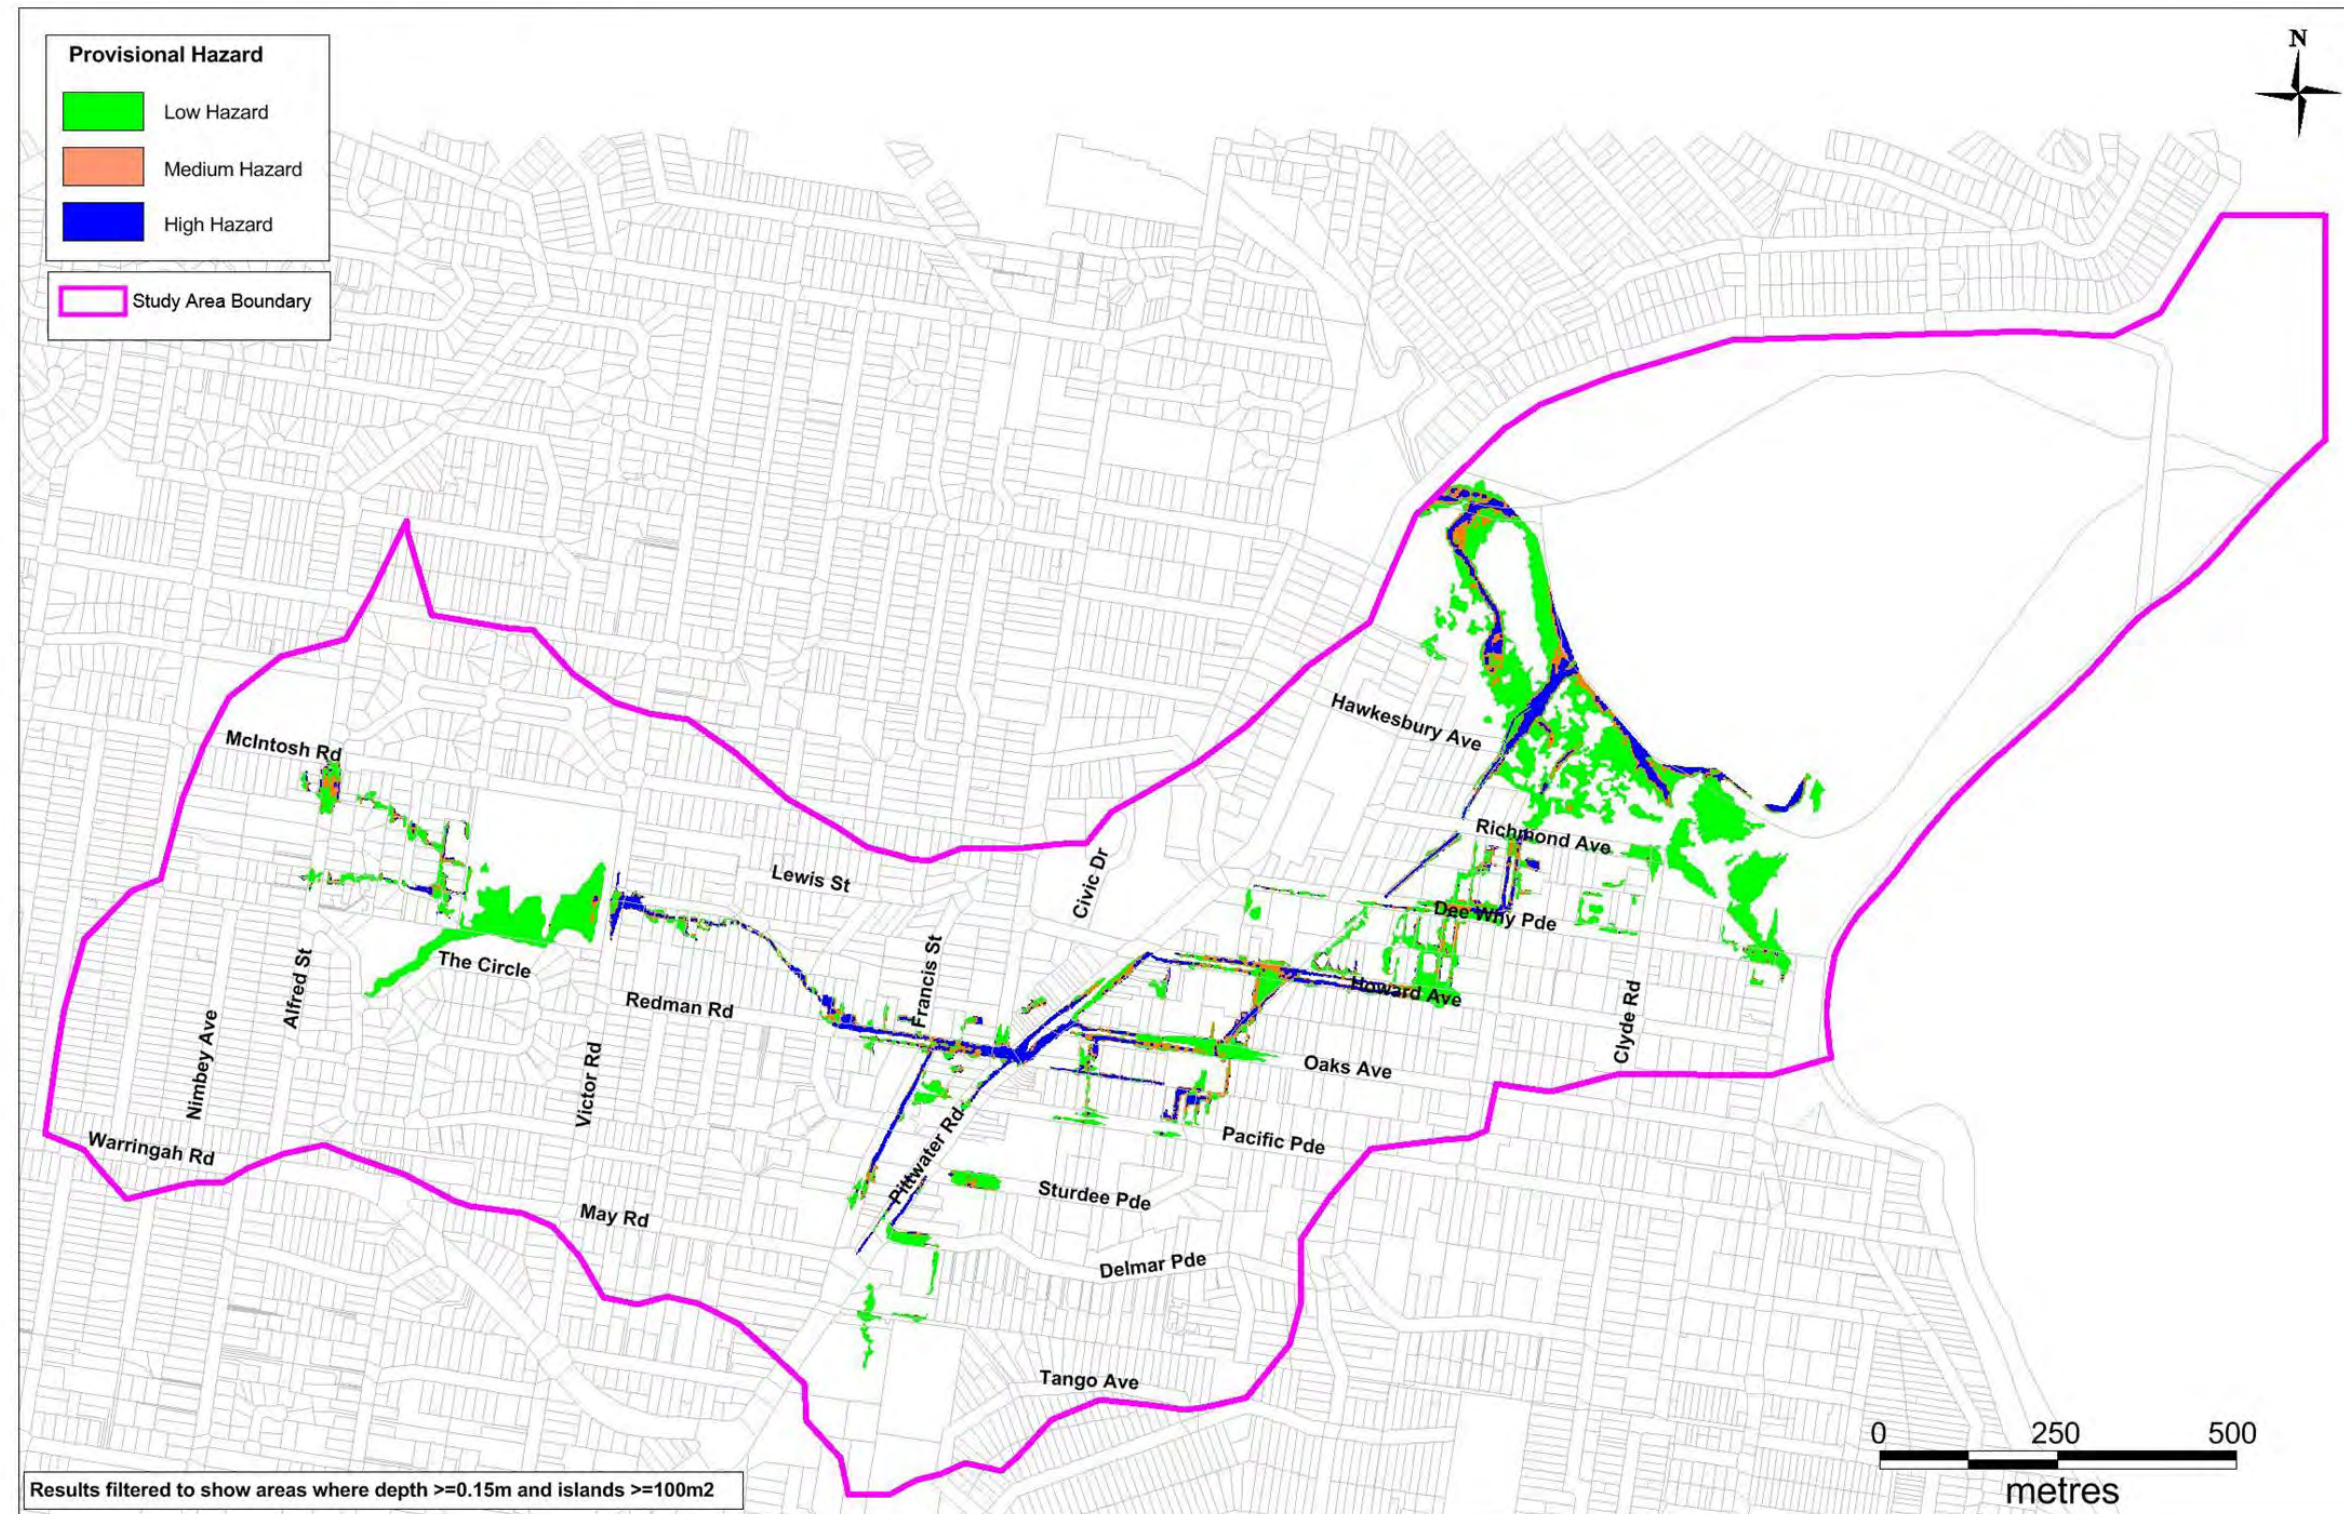 Provisional Hazard
Low Hazard
Medium Hazard
High Hazard
Study Area Boundary
N
Hawkesbury Ave
McIntosh Rd
Richmond Ave
Lewis St
Civic Dr
Dee Why Pde
The Circle
Francis St
Alfred St
Redman Rd
Howard Ave
Clyde Rd
Nimbey Ave
Victor Rd
Oaks Ave
Warringah Rd
Pittwater Rd
Pacific Pde
Sturdee Pde
May Rd
Delmar Pde
Tango Ave
0 250 500
metres
Results filtered to show areas where depth >=0.15m and islands >=100m2